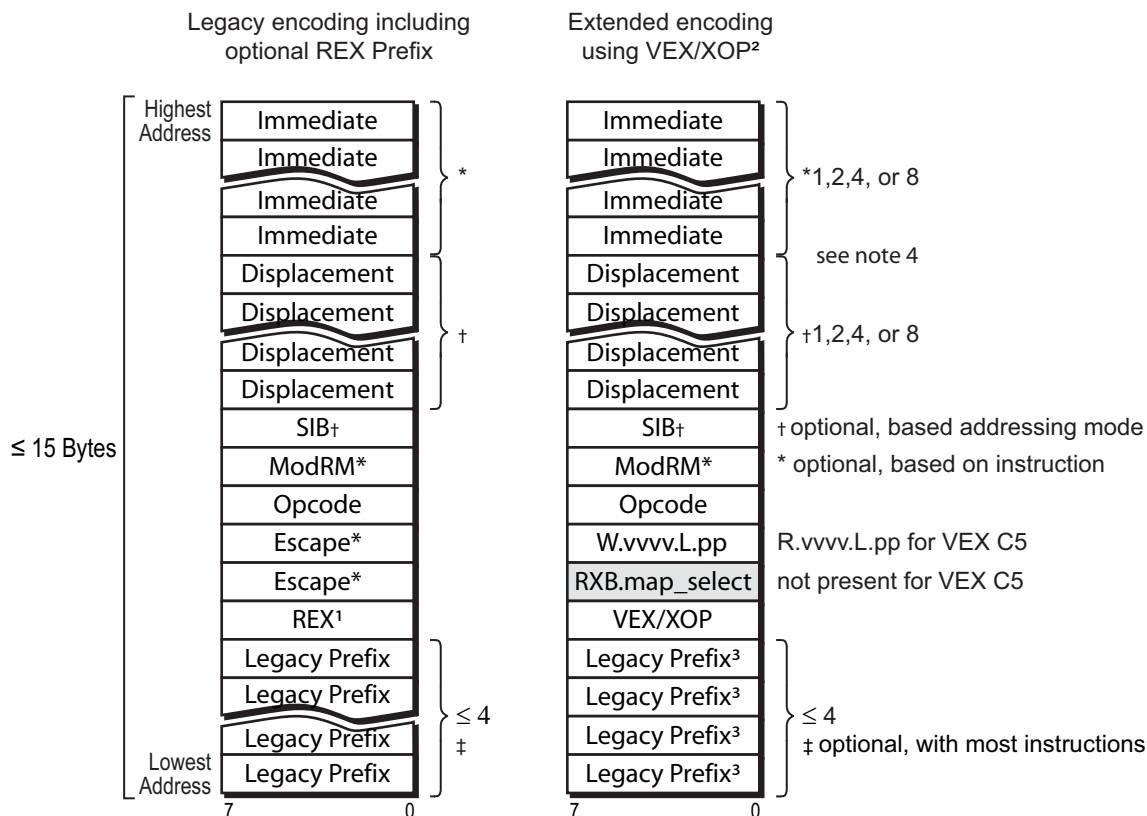 Legacy encoding including
optional REX Prefix
Extended encoding
using VEX/XOP²
≤ 15 Bytes
Highest
Address
Immediate
Immediate
Immediate
Immediate
*
Displacement
Displacement
Displacement
Displacement
†
SIB†
ModRM*
Opcode
Escape*
Escape*
REX¹
Legacy Prefix
Legacy Prefix
Legacy Prefix
Legacy Prefix
≤ 4
‡
Lowest
Address
7 0
Immediate
Immediate
Immediate
Immediate
*1,2,4, or 8
see note 4
Displacement
Displacement
Displacement
Displacement
†1,2,4, or 8
SIB†
† optional, based addressing mode
ModRM*
* optional, based on instruction
Opcode
W.vvvv.L.pp
R.vvvv.L.pp for VEX C5
RXB.map_select
not present for VEX C5
VEX/XOP
Legacy Prefix³
Legacy Prefix³
Legacy Prefix³
Legacy Prefix³
≤ 4
‡ optional, with most instructions
7 0